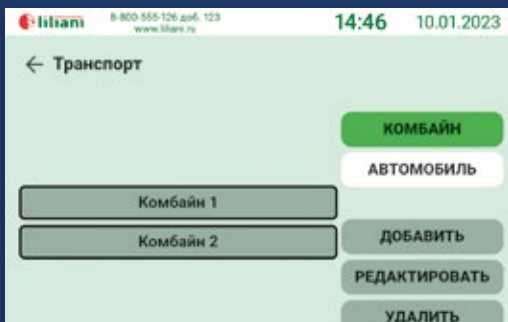 liliani
8-800-555-126 доб. 123
www.liliani.ru
14:46 10.01.2023
← Транспорт
КОМБАЙН
АВТОМОБИЛЬ
Комбайн 1
Комбайн 2
ДОБАВИТЬ
РЕДАКТИРОВАТЬ
УДАЛИТЬ